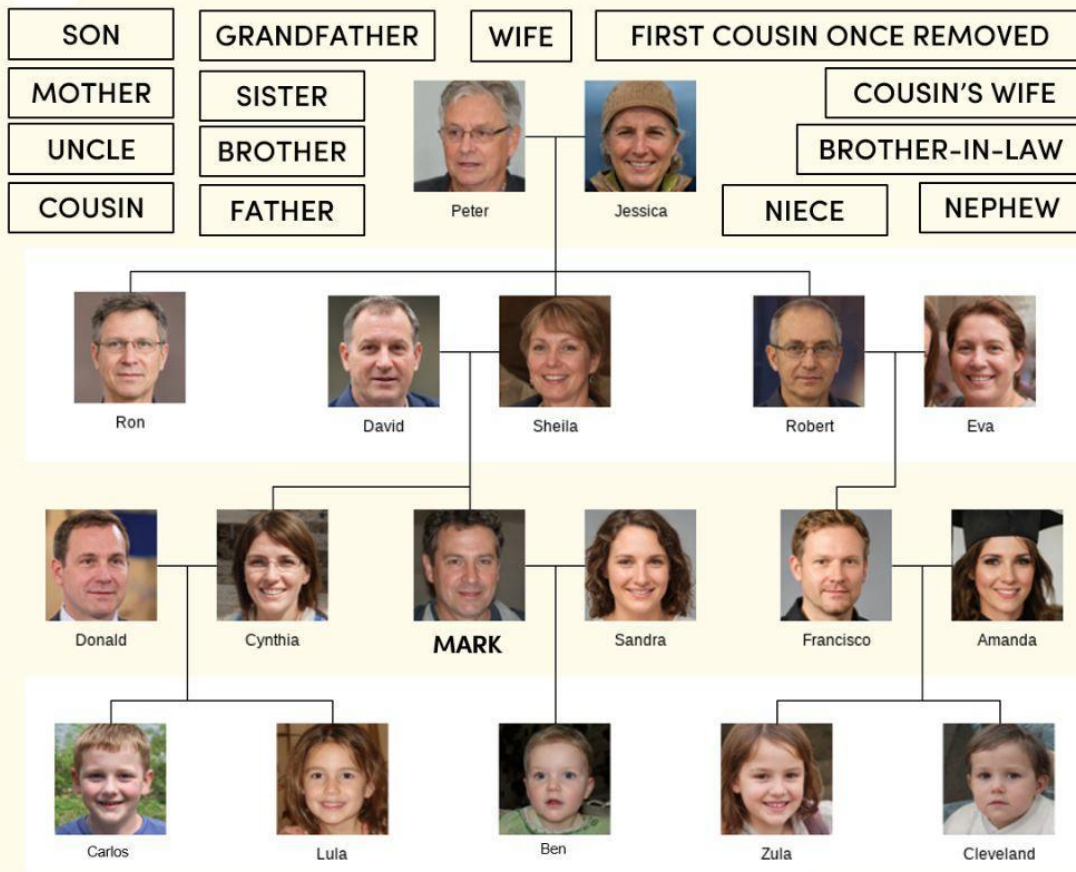 SON
GRANDFATHER
WIFE
FIRST COUSIN ONCE REMOVED
MOTHER
SISTER
COUSIN'S WIFE
UNCLE
BROTHER
BROTHER-IN-LAW
COUSIN
FATHER
NIECE
NEPHEW
Peter
Jessica
Ron
David
Sheila
Robert
Eva
Donald
Cynthia
MARK
Sandra
Francisco
Amanda
Carlos
Lula
Ben
Zula
Cleveland